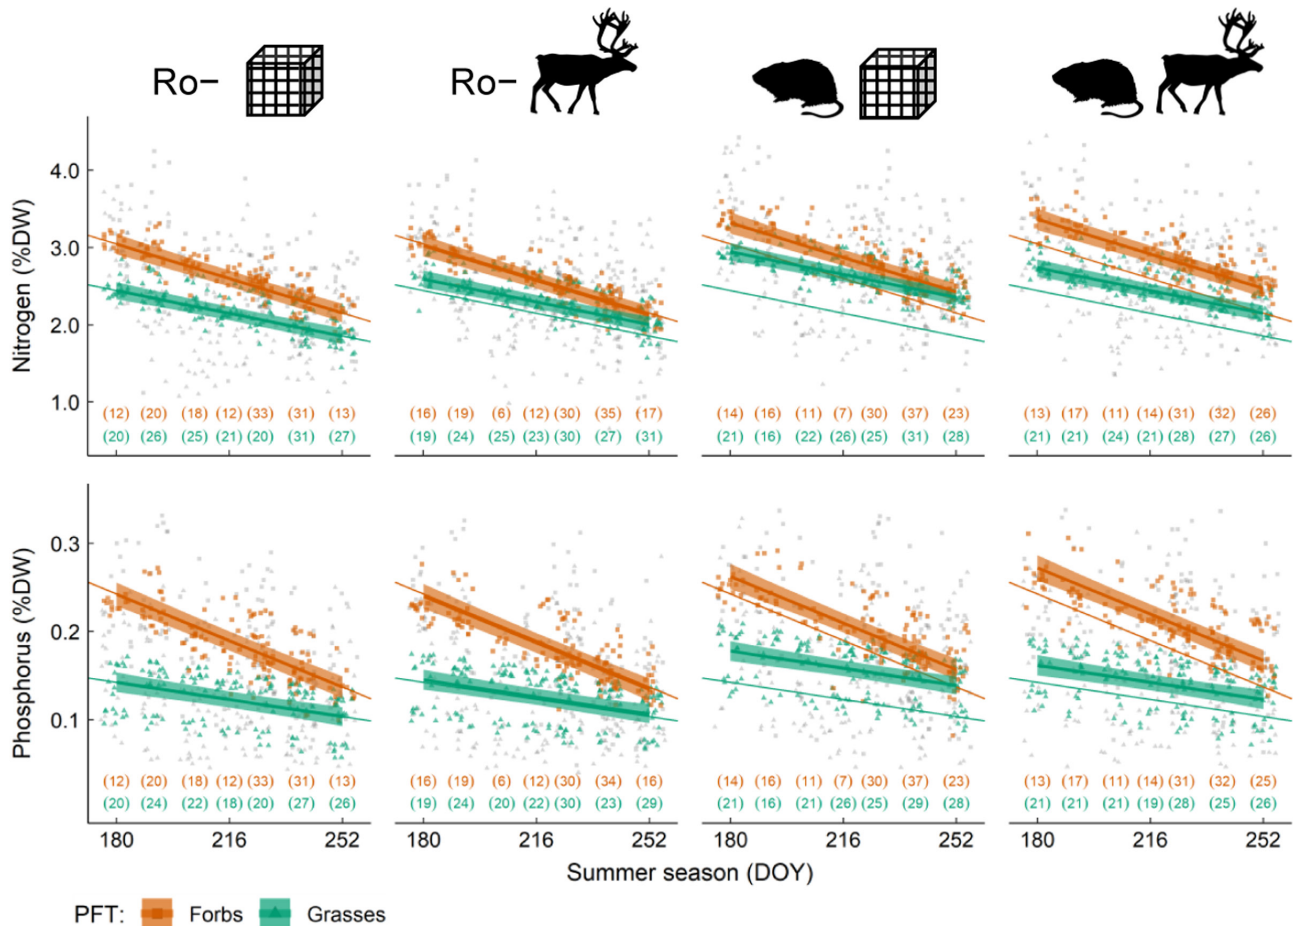 Ro−
Ro−
Nitrogen (%DW)
4.0
3.0
2.0
1.0
(12) (20) (18) (12) (33) (31) (13)
(20) (26) (25) (21) (20) (31) (27)
(16) (19) (6) (12) (30) (35) (17)
(19) (24) (25) (23) (30) (27) (31)
(14) (16) (11) (7) (30) (37) (23)
(21) (16) (22) (26) (25) (31) (28)
(13) (17) (11) (14) (31) (32) (26)
(21) (21) (24) (21) (28) (27) (26)
Phosphorus (%DW)
0.3
0.2
0.1
(12) (20) (18) (12) (33) (31) (13)
(20) (24) (22) (18) (20) (27) (26)
(16) (19) (6) (12) (30) (34) (16)
(19) (24) (20) (22) (30) (23) (29)
(14) (16) (11) (7) (30) (37) (23)
(21) (16) (21) (26) (25) (29) (28)
(13) (17) (11) (14) (31) (32) (25)
(21) (21) (21) (19) (28) (25) (26)
180 216 252
180 216 252
180 216 252
180 216 252
Summer season (DOY)
PFT: Forbs Grasses